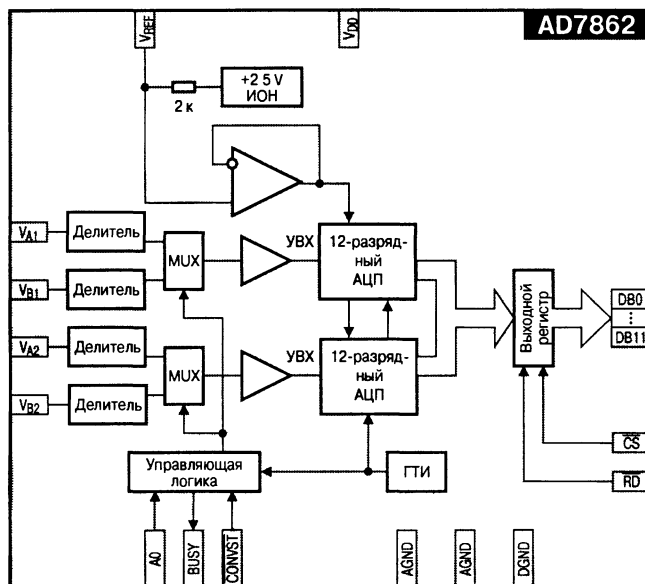 AD7862
VREF
VDD
+2 5 V
ИОН
2 к
VA1
Делитель
MUX
УВХ
12-разряд-
ный
АЦП
VB1
Делитель
Выходной
регистр
DB0
⋮
DB11
VA2
Делитель
MUX
УВХ
12-разряд-
ный
АЦП
VB2
Делитель
CS
RD
Управляющая
логика
ГТИ
A0
BUSY
CONVST
AGND
AGND
DGND